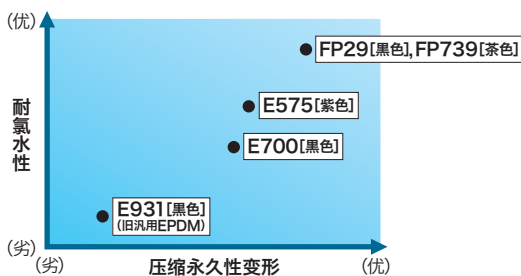 (优)
FP29[黑色],FP739[茶色]
E575[紫色]
耐氯水性
E700[黑色]
E931[黑色]
(旧汎用EPDM)
(劣)
(劣)
压缩永久性变形
(优)